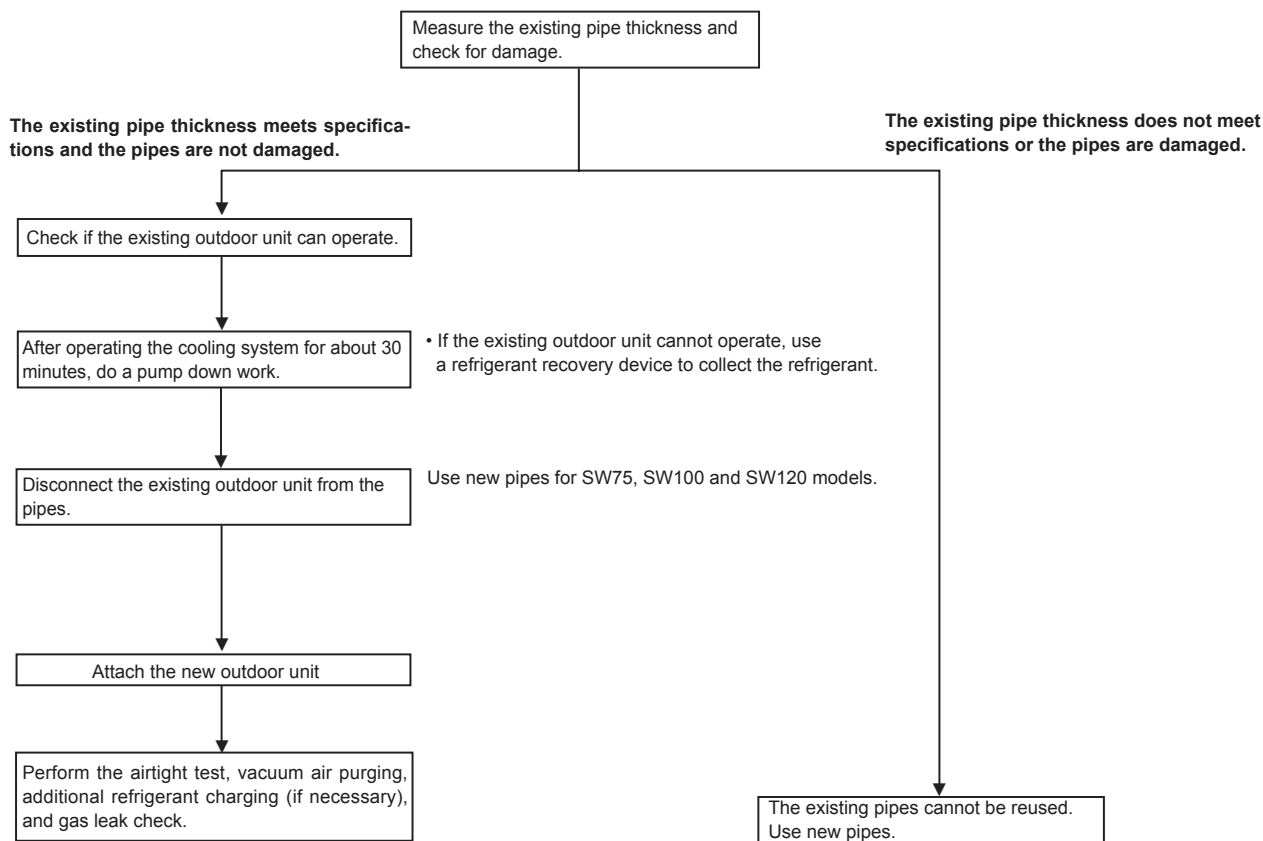 Measure the existing pipe thickness and
check for damage.
The existing pipe thickness meets specifica-
tions and the pipes are not damaged.
The existing pipe thickness does not meet
specifications or the pipes are damaged.
Check if the existing outdoor unit can operate.
After operating the cooling system for about 30
minutes, do a pump down work.
• If the existing outdoor unit cannot operate, use
a refrigerant recovery device to collect the refrigerant.
Disconnect the existing outdoor unit from the
pipes.
Use new pipes for SW75, SW100 and SW120 models.
Attach the new outdoor unit
Perform the airtight test, vacuum air purging,
additional refrigerant charging (if necessary),
and gas leak check.
The existing pipes cannot be reused.
Use new pipes.